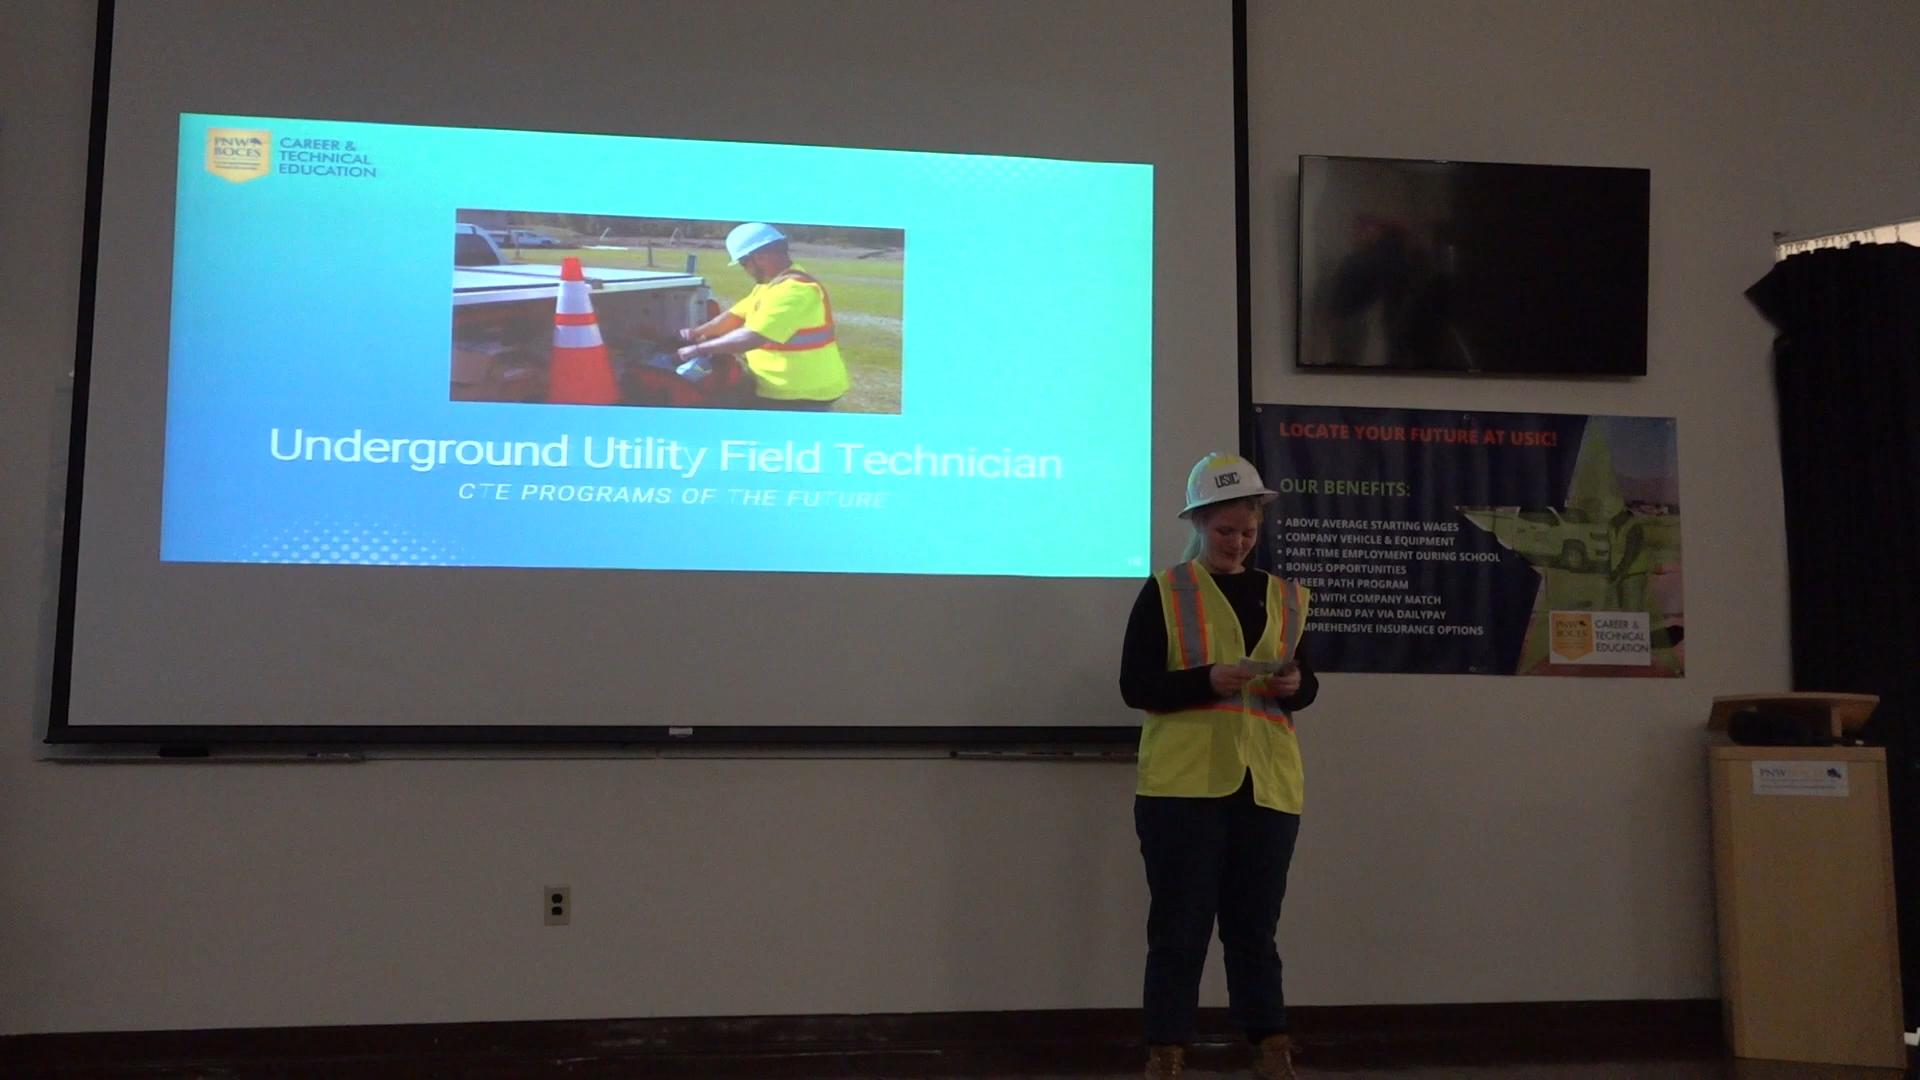 PNW
BOCES
CAREER &
TECHNICAL
EDUCATION
Underground Utility Field Technician
CTE PROGRAMS OF THE FUTURE
LOCATE YOUR FUTURE AT USIC!
OUR BENEFITS:
• ABOVE AVERAGE STARTING WAGES
• COMPANY VEHICLE & EQUIPMENT
• PART-TIME EMPLOYMENT DURING SCHOOL
• BONUS OPPORTUNITIES
CAREER PATH PROGRAM
K) WITH COMPANY MATCH
DEMAND PAY VIA DAILYPAY
MPREHENSIVE INSURANCE OPTIONS
PNW
BOCES
CAREER &
TECHNICAL
EDUCATION
USIC
PNW BOCES